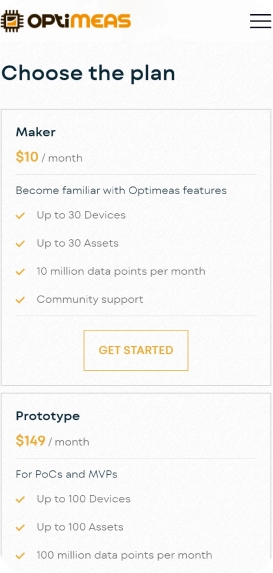 OPTIMEAS
Choose the plan
Maker
$10 / month
Become familiar with Optimeas features
Up to 30 Devices
Up to 30 Assets
10 million data points per month
Community support
GET STARTED
Prototype
$149 / month
For PoCs and MVPs
Up to 100 Devices
Up to 100 Assets
100 million data points per month